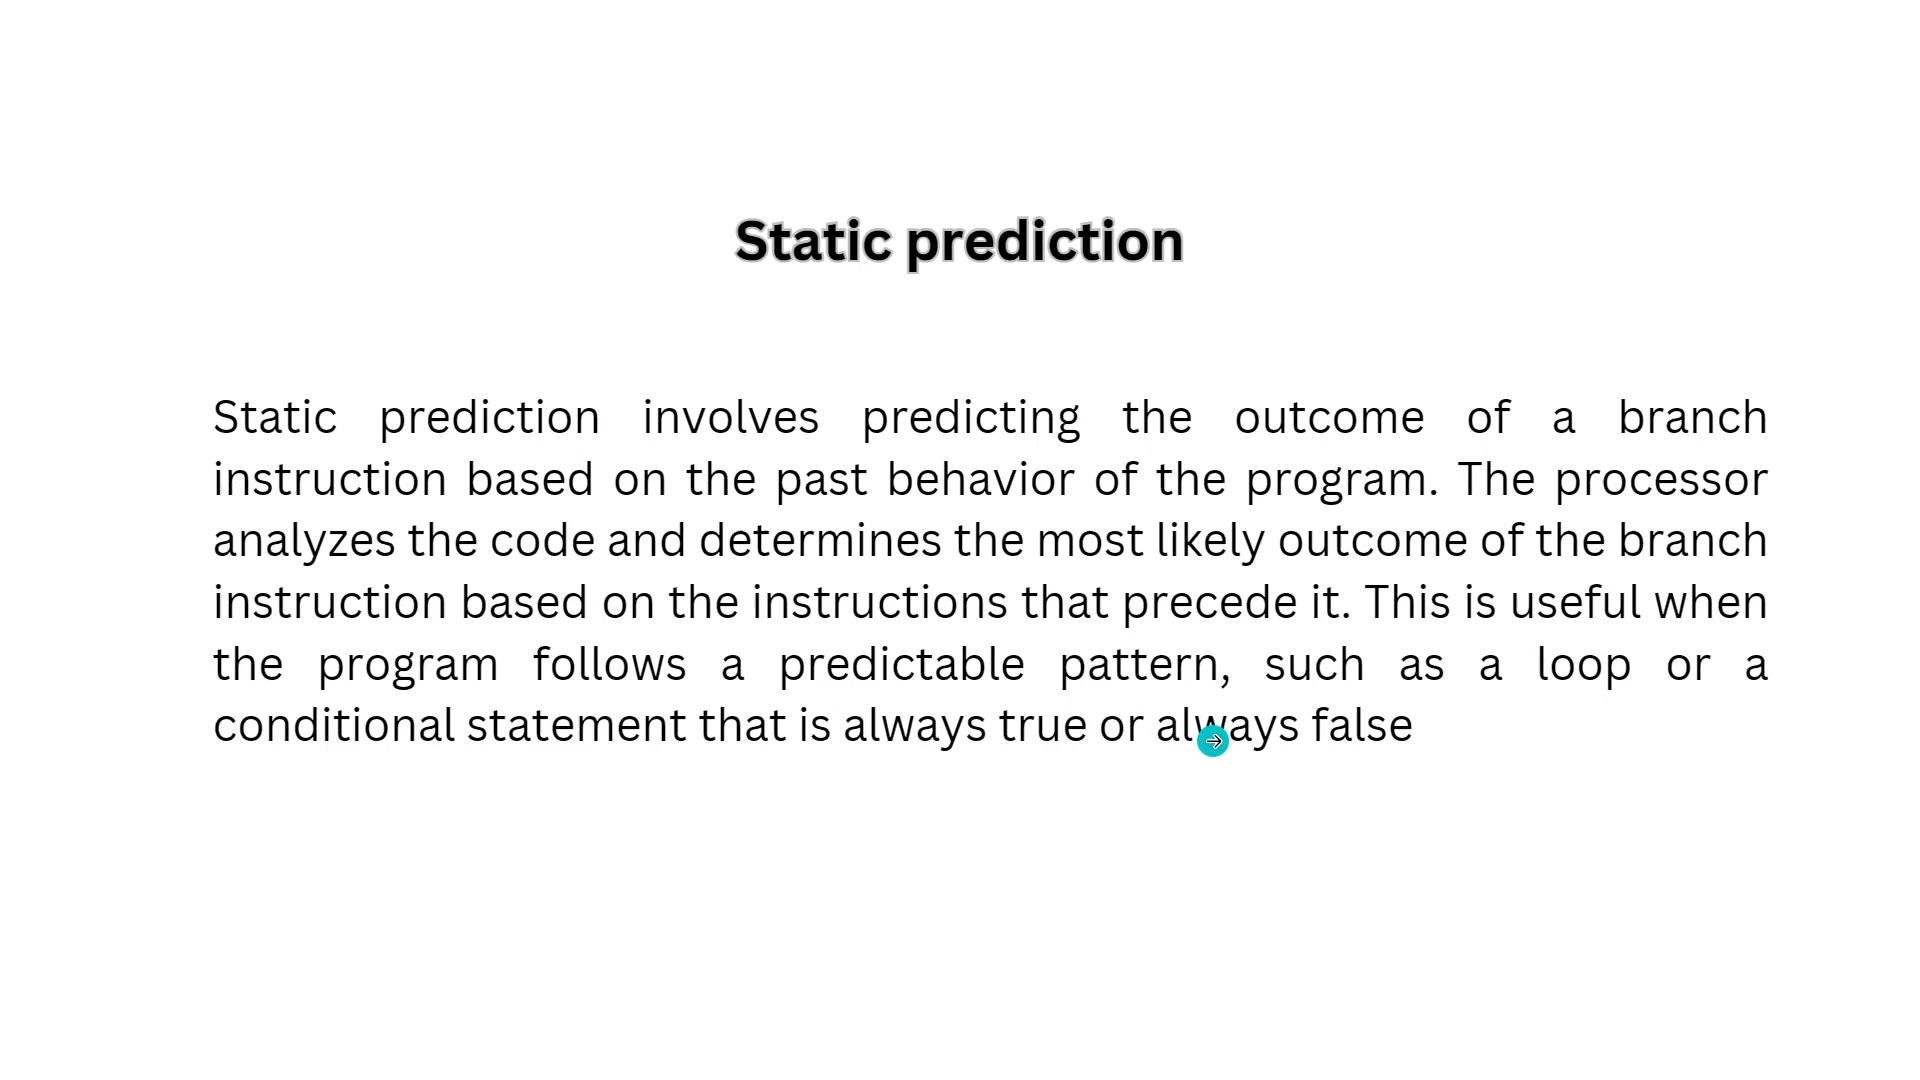 Static prediction
Static prediction involves predicting the outcome of a branch
instruction based on the past behavior of the program. The processor
analyzes the code and determines the most likely outcome of the branch
instruction based on the instructions that precede it. This is useful when
the program follows a predictable pattern, such as a loop or a
conditional statement that is always true or always false